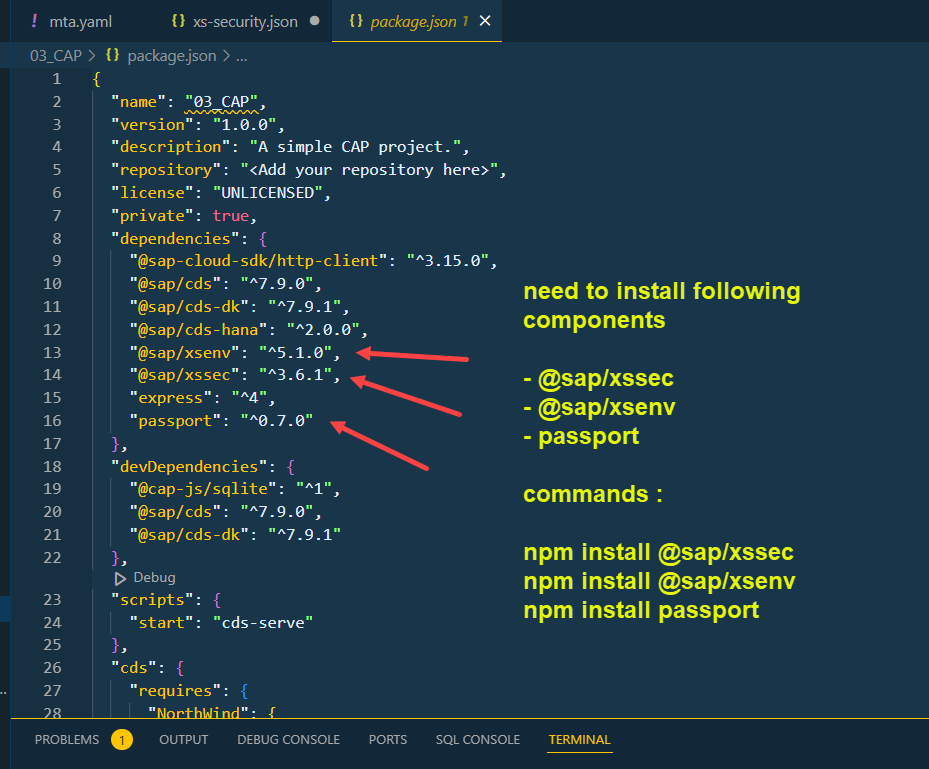 ! mta.yaml {} xs-security.json ● {} package.json 1 ×
03_CAP > {} package.json > ...
1 {
2 "name": "03_CAP",
3 "version": "1.0.0",
4 "description": "A simple CAP project.",
5 "repository": "<Add your repository here>",
6 "license": "UNLICENSED",
7 "private": true,
8 "dependencies": {
9 "@sap-cloud-sdk/http-client": "^3.15.0",
10 "@sap/cds": "^7.9.0",
11 "@sap/cds-dk": "^7.9.1",
12 "@sap/cds-hana": "^2.0.0",
13 "@sap/xsenv": "^5.1.0",
14 "@sap/xssec": "^3.6.1",
15 "express": "^4",
16 "passport": "^0.7.0"
17 },
18 "devDependencies": {
19 "@cap-js/sqlite": "^1",
20 "@sap/cds": "^7.9.0",
21 "@sap/cds-dk": "^7.9.1"
22 },
Debug
23 "scripts": {
24 "start": "cds-serve"
25 },
26 "cds": {
27 "requires": {
28 "NorthWind": {
need to install following
components
- @sap/xssec
- @sap/xsenv
- passport
commands :
npm install @sap/xssec
npm install @sap/xsenv
npm install passport
PROBLEMS 1 OUTPUT DEBUG CONSOLE PORTS SQL CONSOLE TERMINAL